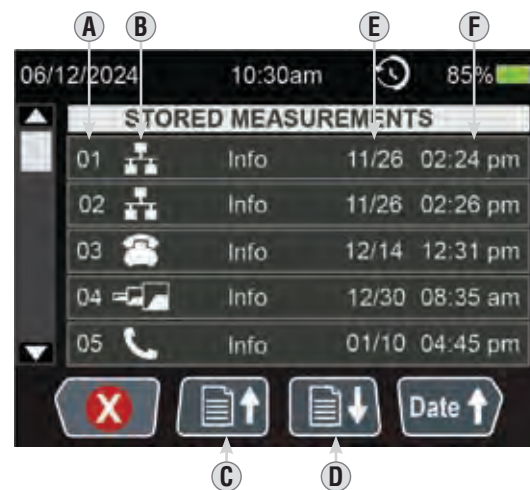 A B E F
06/12/2024 10:30am 85%
STORED MEASUREMENTS
01 Info 11/26 02:24 pm
02 Info 11/26 02:26 pm
03 Info 12/14 12:31 pm
04 Info 12/30 08:35 am
05 Info 01/10 04:45 pm
X Date
C D